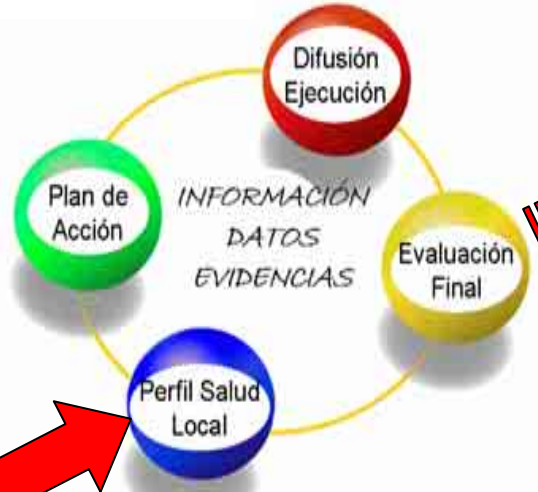 Difusión
Ejecución
Plan de
Acción
INFORMACIÓN
DATOS
EVIDENCIAS
Evaluación
Final
Perfil Salud
Local